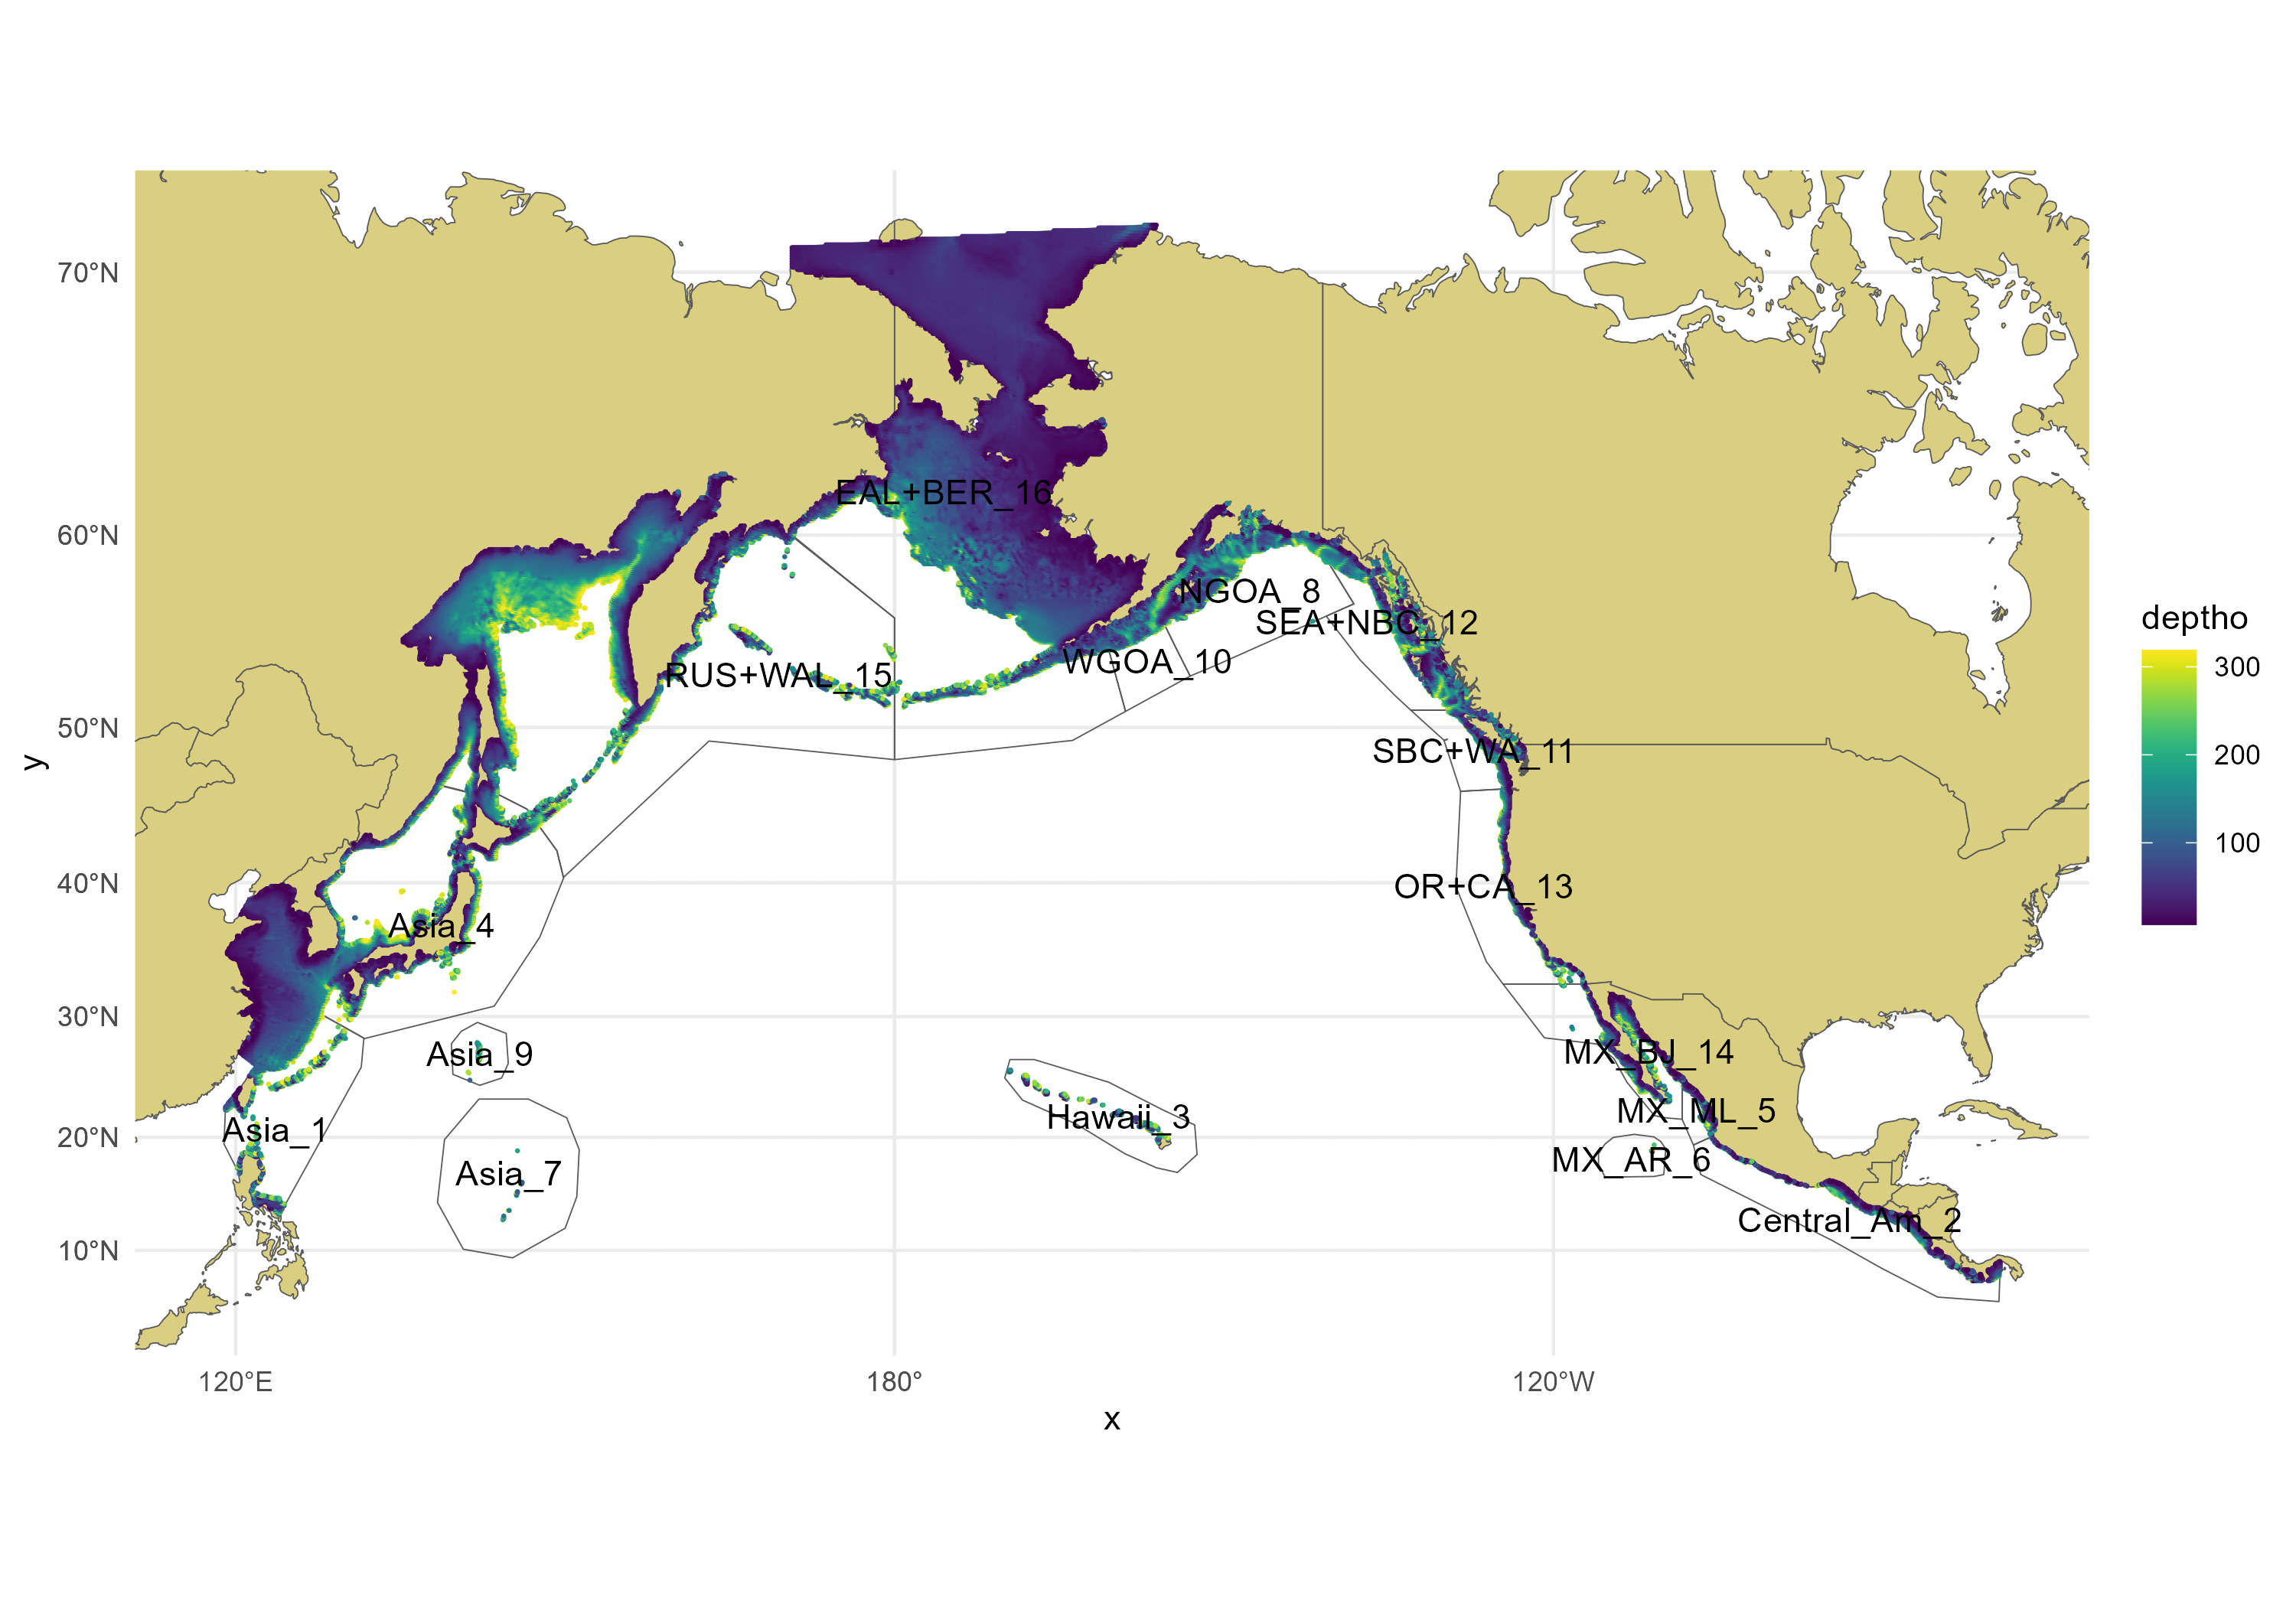 70°N
60°N
50°N
40°N
30°N
20°N
10°N
y
EAL+BER_16
NGOA_8
SEA+NBC_12
WGOA_10
RUS+WAL_15
SBC+WA_11
OR+CA_13
Asia_4
Asia_9
MX_BJ_14
MX_ML_5
Hawaii_3
Asia_1
MX_AR_6
Asia_7
Central_Am_2
120°E
180°
120°W
x
deptho
300
200
100